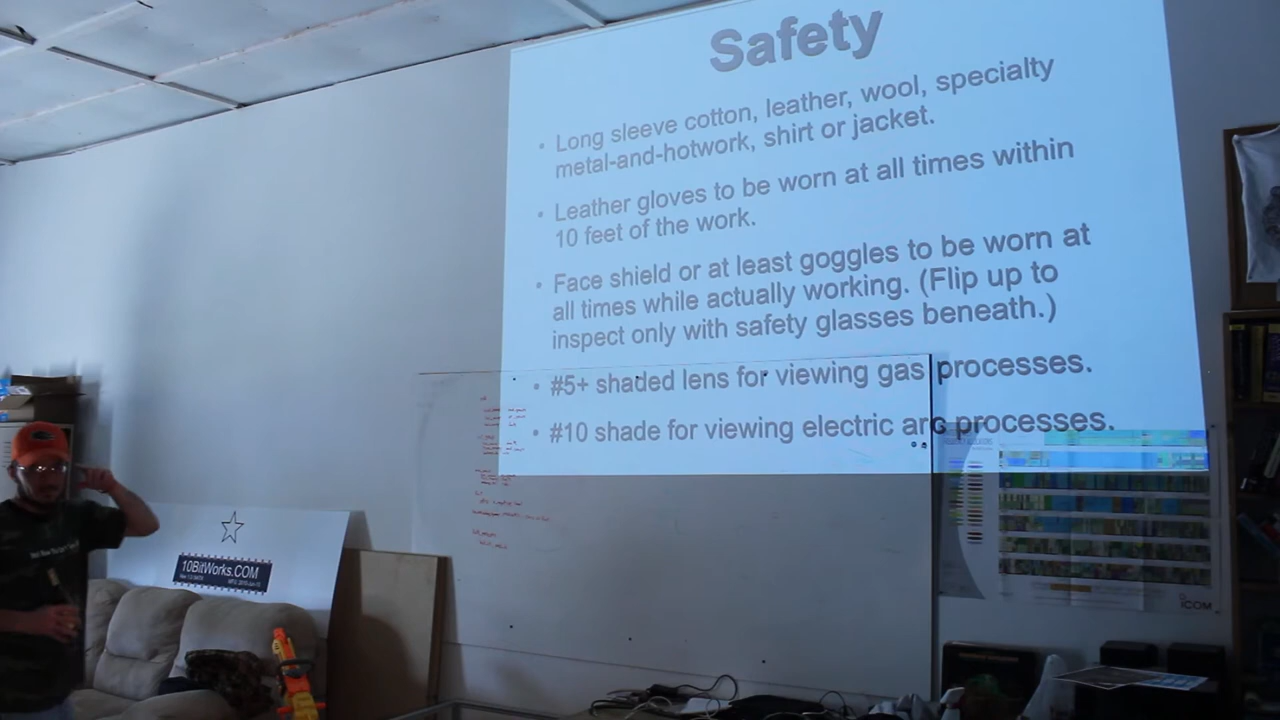 Safety
• Long sleeve cotton, leather, wool, specialty
metal-and-hotwork, shirt or jacket.
• Leather gloves to be worn at all times within
10 feet of the work.
• Face shield or at least goggles to be worn at
all times while actually working. (Flip up to
inspect only with safety glasses beneath.)
• #5+ shaded lens for viewing gas processes.
• #10 shade for viewing electric arc processes.
10BitWorks.COM
ICOM